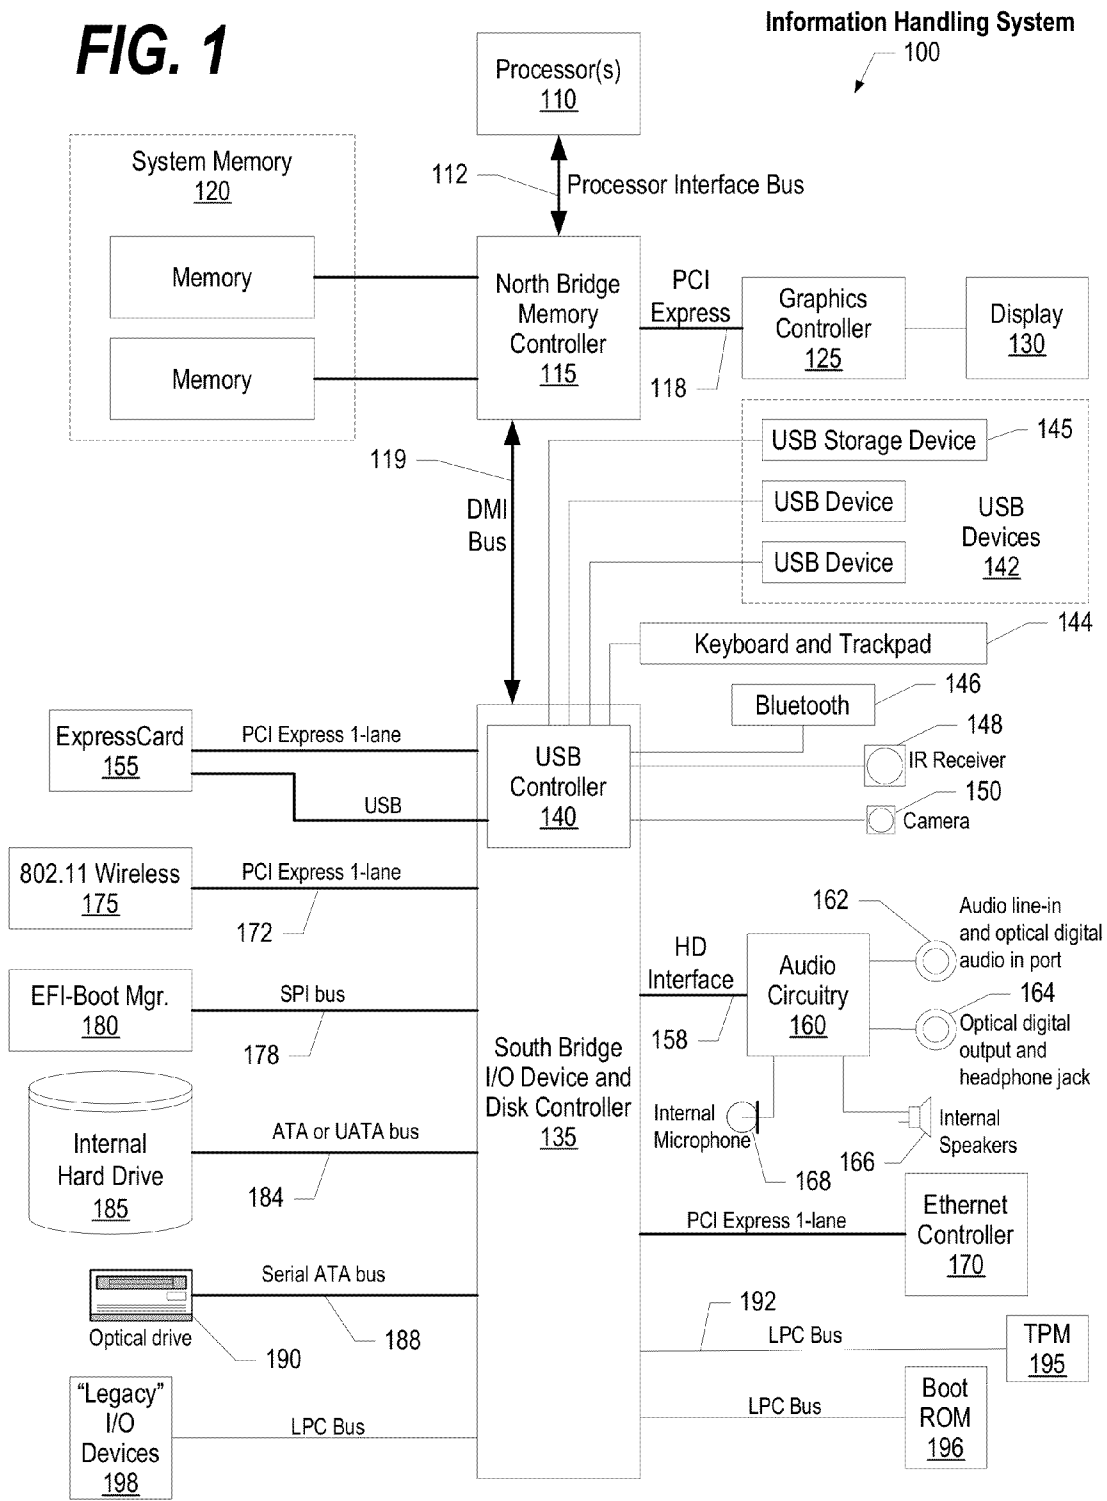 FIG. 1
Information Handling System
100
Processor(s)
110
112
Processor Interface Bus
System Memory
120
Memory
Memory
North Bridge
Memory
Controller
115
PCI
Express
118
Graphics
Controller
125
Display
130
119
DMI
Bus
USB Storage Device
145
USB Device
USB Device
USB
Devices
142
144
Keyboard and Trackpad
Bluetooth
146
148
IR Receiver
150
Camera
ExpressCard
155
PCI Express 1-lane
USB
USB
Controller
140
802.11 Wireless
175
PCI Express 1-lane
172
EFI-Boot Mgr.
180
SPI bus
178
HD
Interface
158
Audio
Circuitry
160
162
Audio line-in
and optical digital
audio in port
164
Optical digital
output and
headphone jack
Internal
Microphone
168
166
Internal
Speakers
South Bridge
I/O Device and
Disk Controller
135
Internal
Hard Drive
185
ATA or UATA bus
184
PCI Express 1-lane
Ethernet
Controller
170
Serial ATA bus
188
Optical drive
190
192
LPC Bus
TPM
195
"Legacy"
I/O
Devices
198
LPC Bus
LPC Bus
Boot
ROM
196